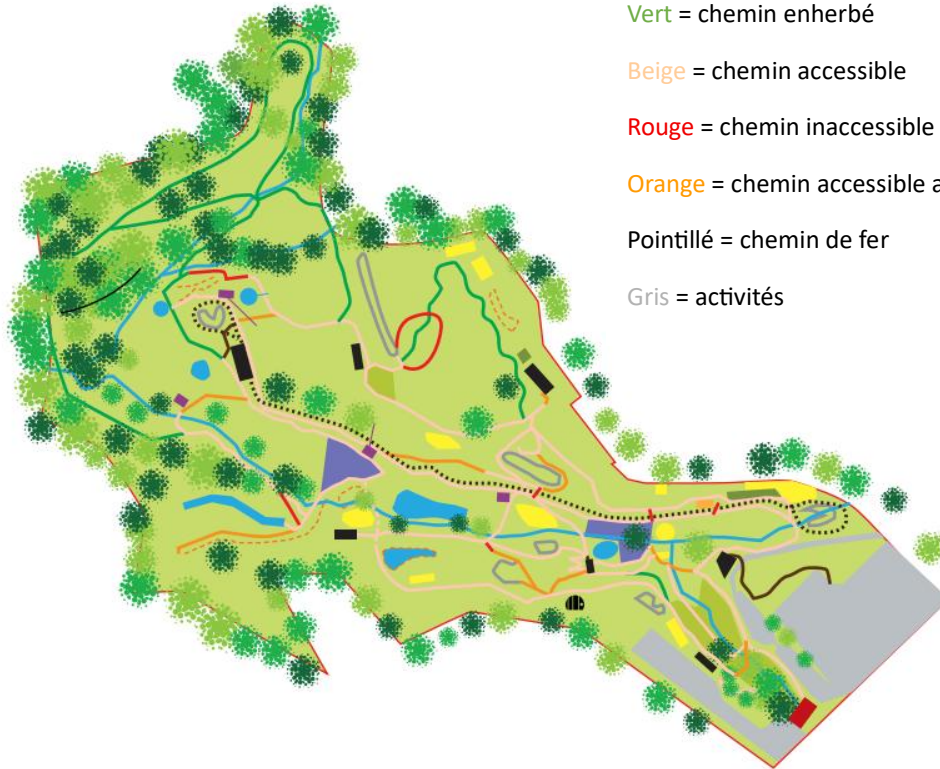 Vert = chemin enherbé
Beige = chemin accessible
Rouge = chemin inaccessible
Orange = chemin accessible a
Pointillé = chemin de fer
Gris = activités